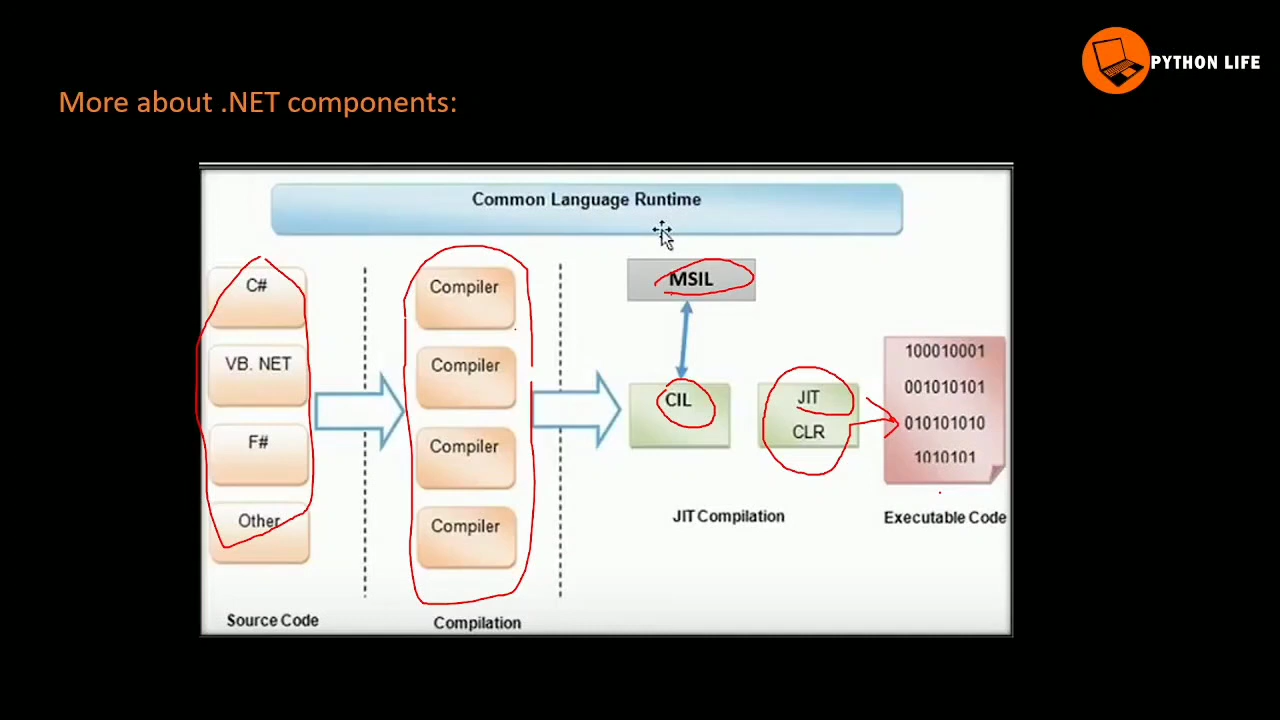 PYTHON LIFE
More about .NET components:
Common Language Runtime
C#
VB. NET
F#
Other
Source Code
Compiler
Compiler
Compiler
Compiler
Compilation
MSIL
CIL
JIT
CLR
JIT Compilation
100010001
001010101
010101010
1010101
Executable Code